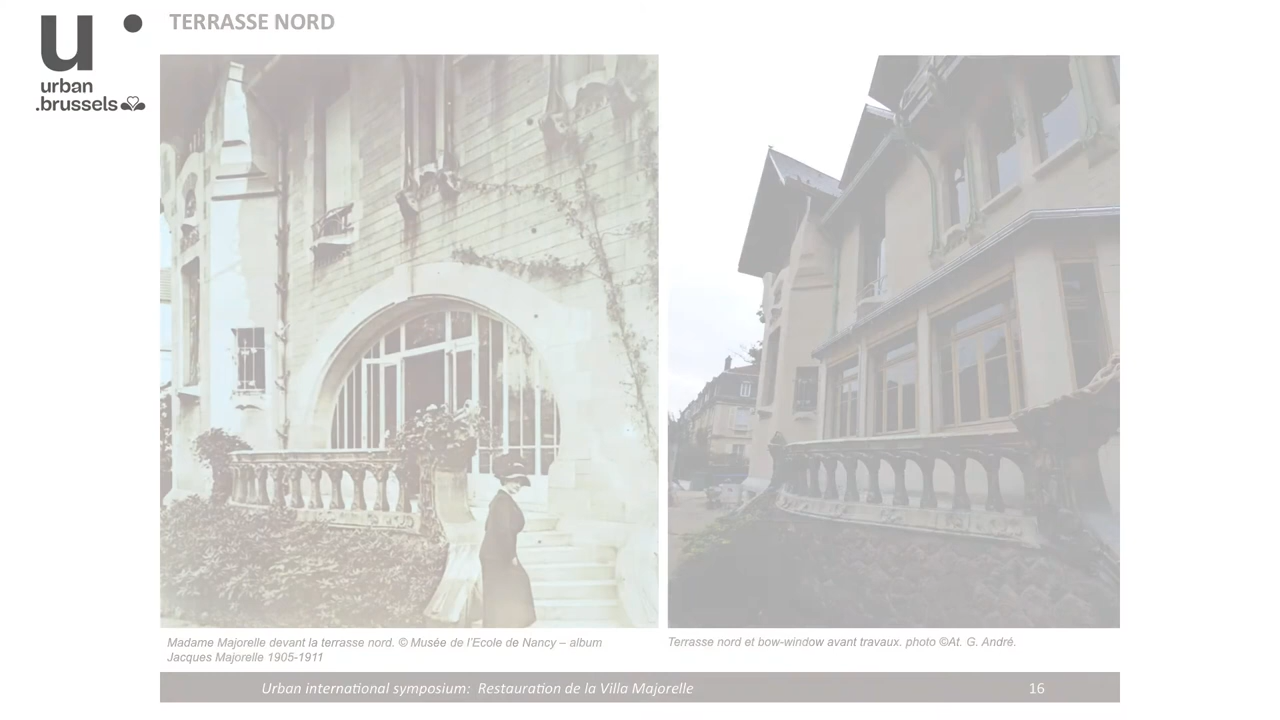 TERRASSE NORD
u
urban
.brussels
Madame Majorelle devant la terrasse nord. © Musée de l'Ecole de Nancy – album
Jacques Majorelle 1905-1911
Terrasse nord et bow-window avant travaux. photo ©At. G. André.
Urban international symposium: Restauration de la Villa Majorelle
16